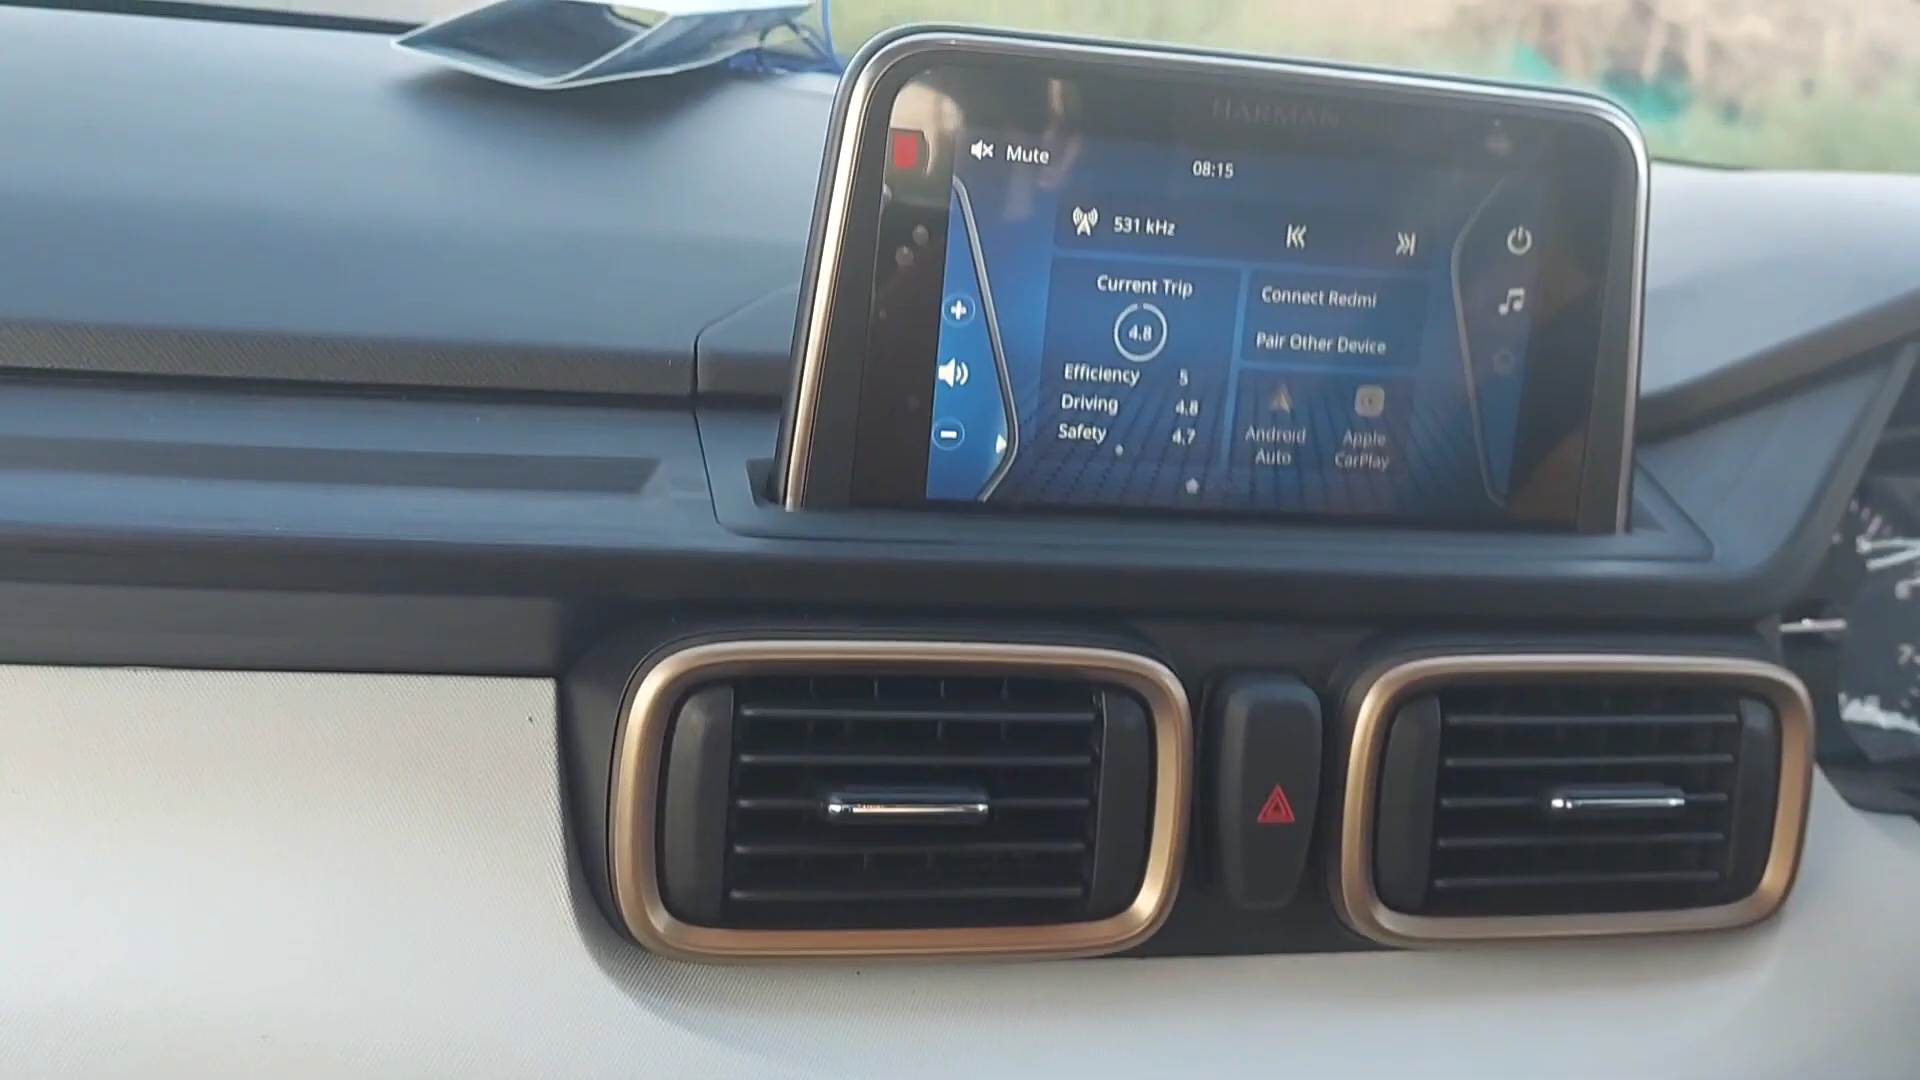 HARMAN
Mute
08:15
531 kHz
Current Trip
4.8
Efficiency 5
Driving 4.8
Safety 4.7
Connect Redmi
Pair Other Device
Android
Auto
Apple
CarPlay
7